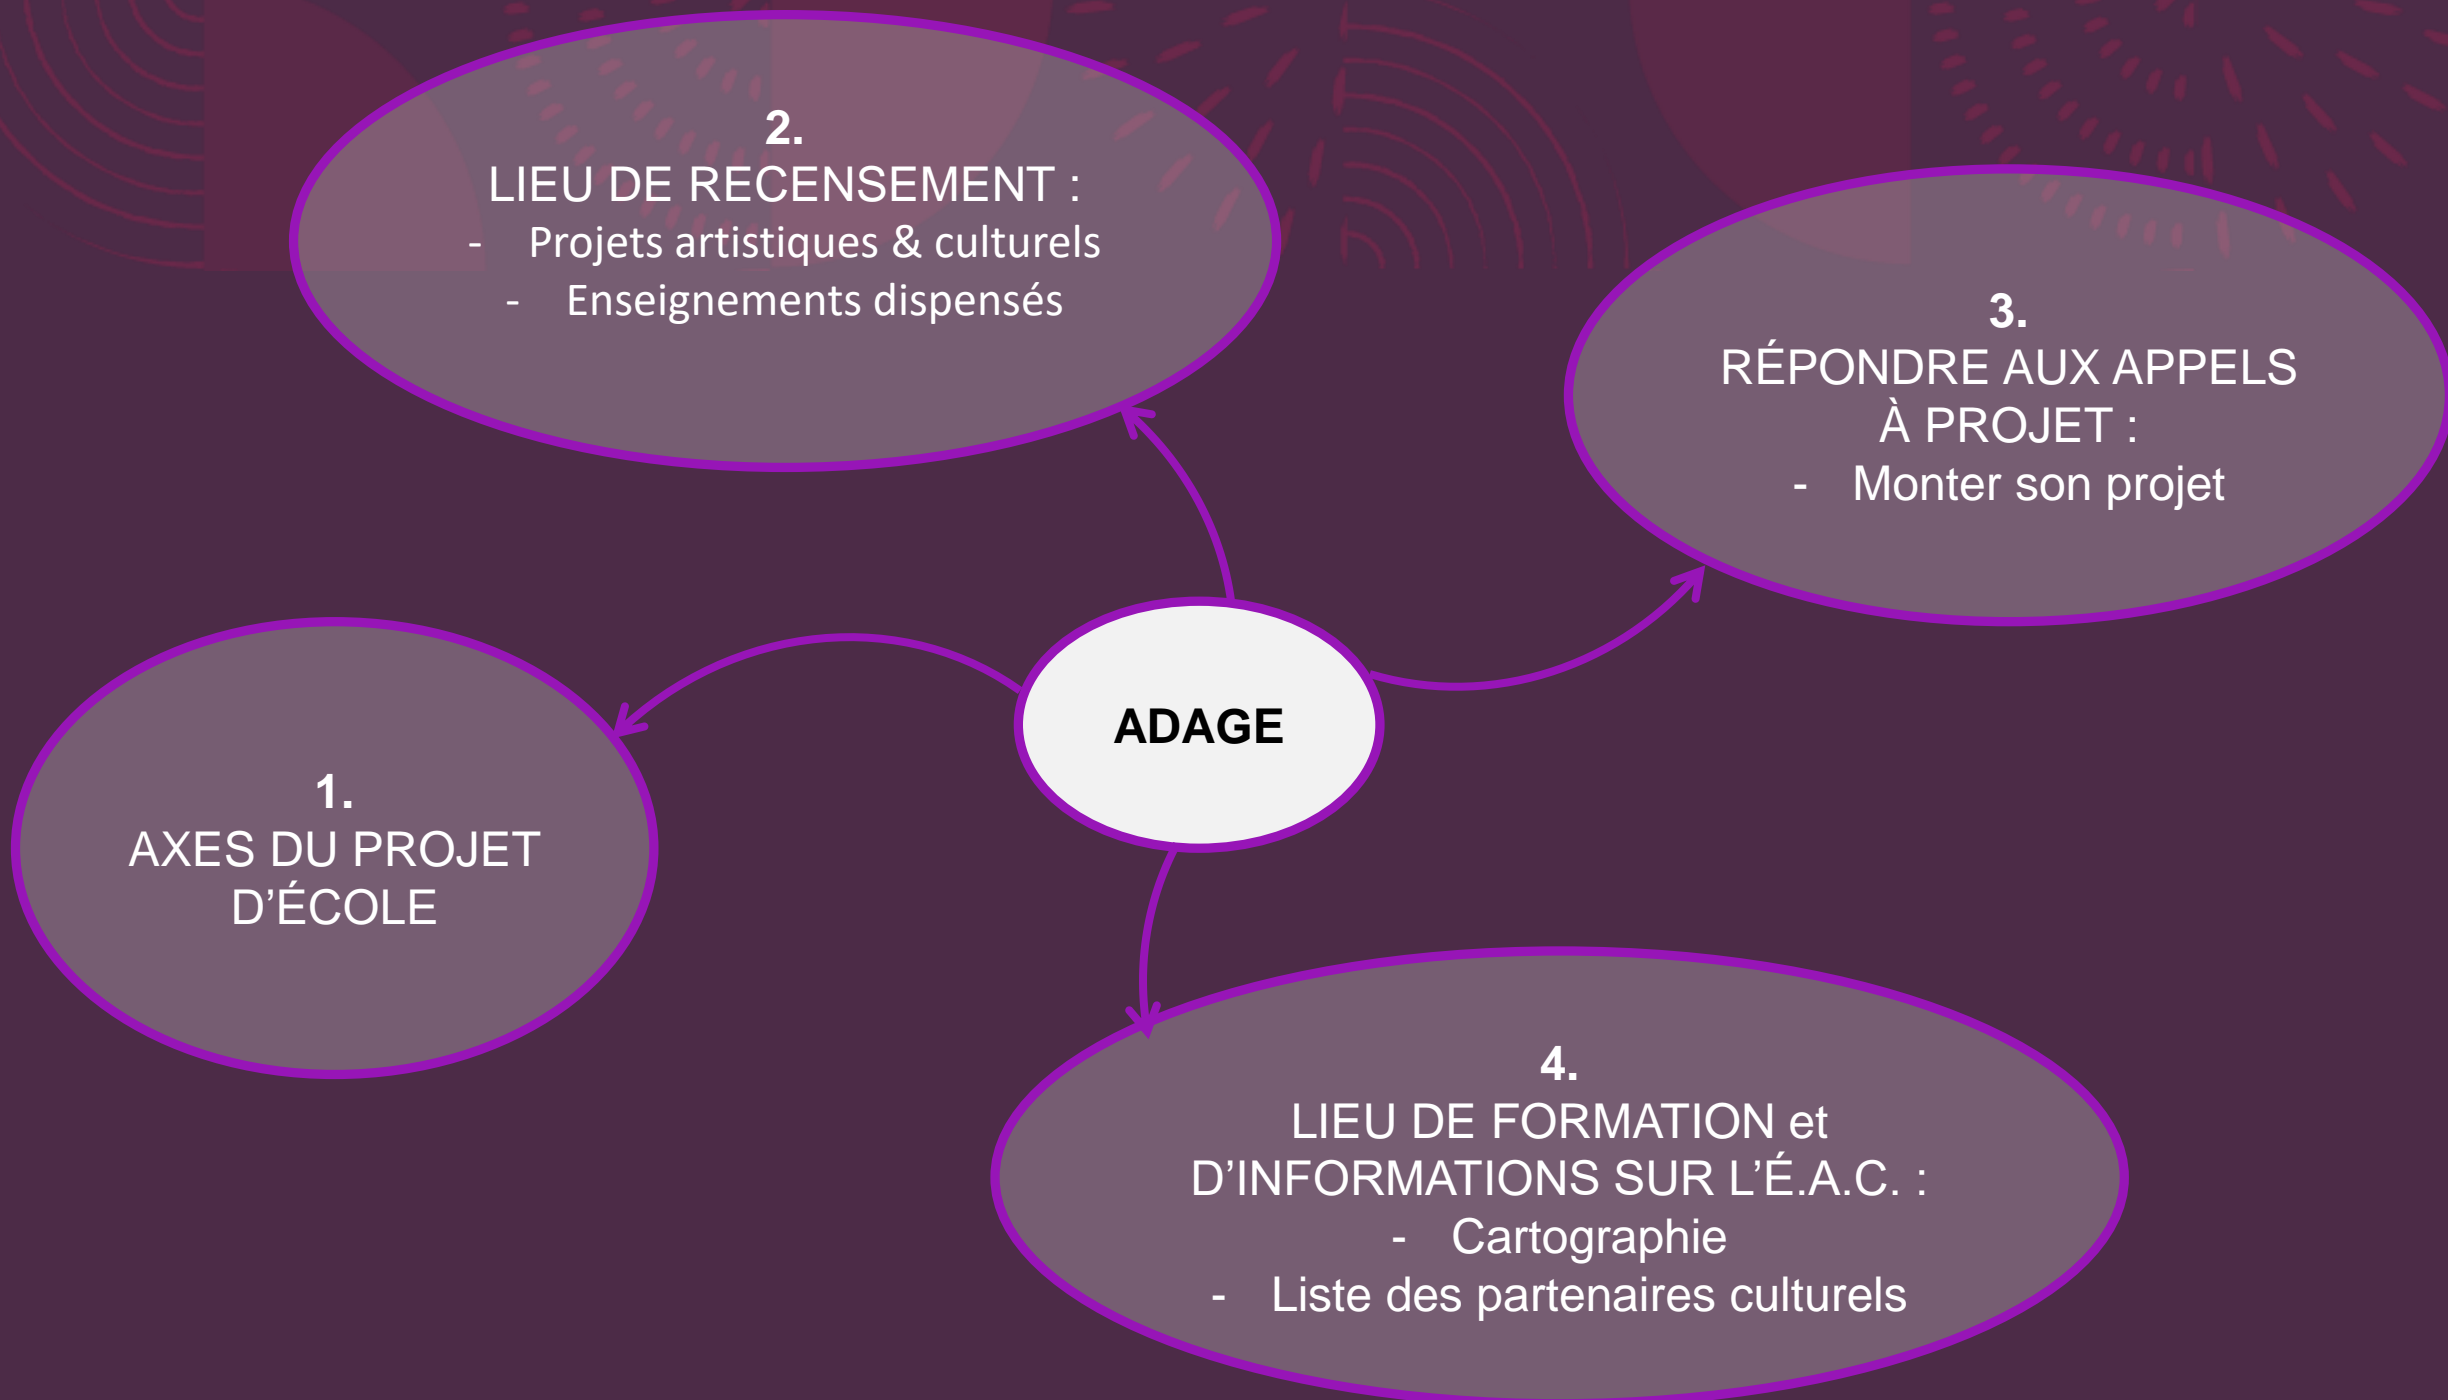 2.
LIEU DE RECENSEMENT :
- Projets artistiques & culturels
- Enseignements dispensés
3.
RÉPONDRE AUX APPELS
À PROJET :
- Monter son projet
ADAGE
1.
AXES DU PROJET
D’ÉCOLE
4.
LIEU DE FORMATION et
D’INFORMATIONS SUR L’É.A.C. :
- Cartographie
- Liste des partenaires culturels